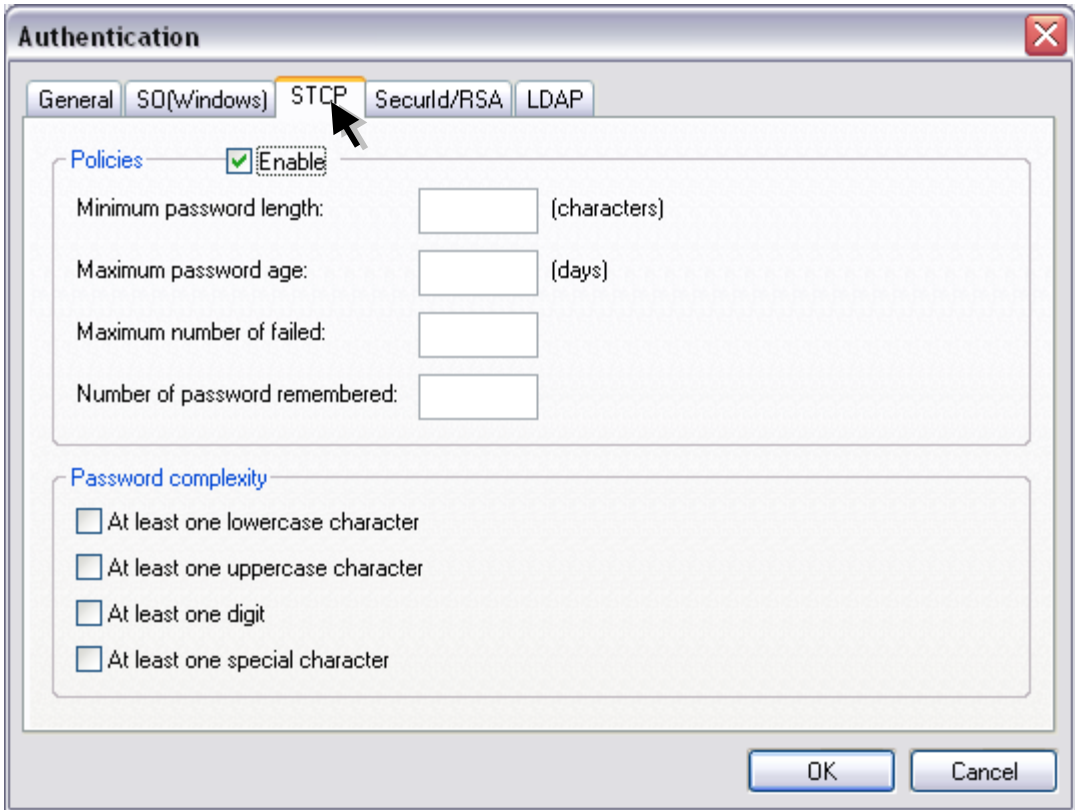 Authentication
General SO(Windows) STCP SecurId/RSA LDAP
Policies Enable
Minimum password length: (characters)
Maximum password age: (days)
Maximum number of failed:
Number of password remembered:
Password complexity
At least one lowercase character
At least one uppercase character
At least one digit
At least one special character
OK Cancel